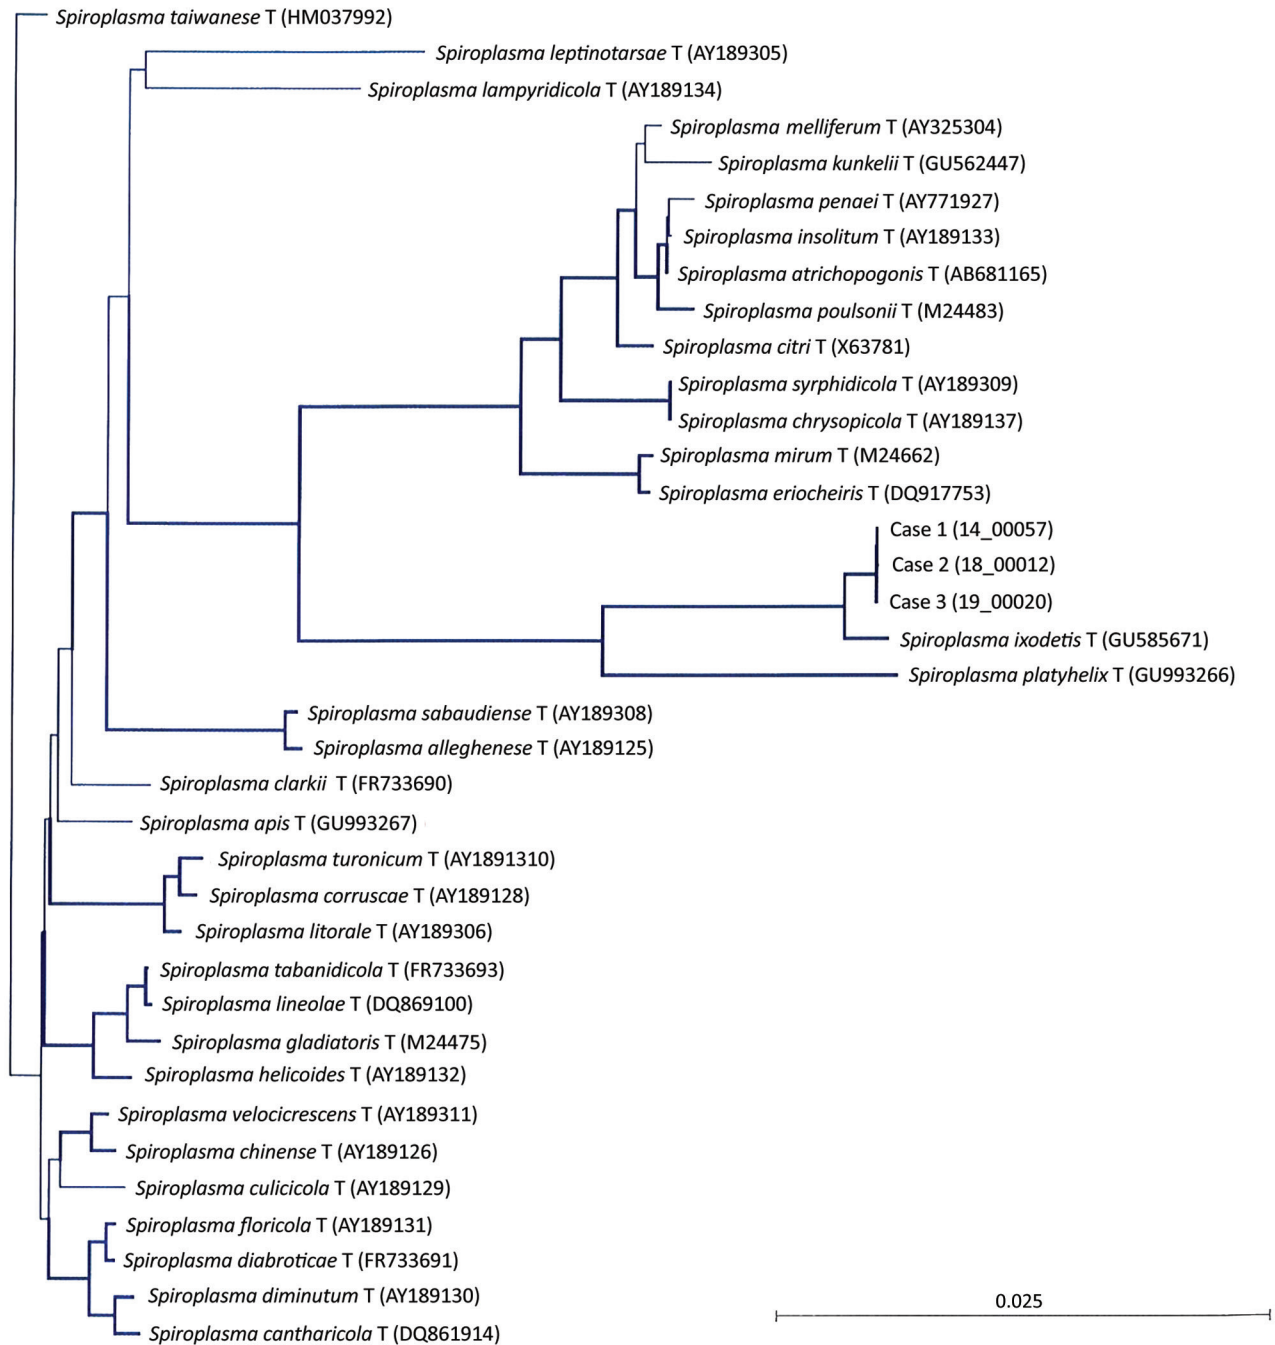 Spiroplasma taiwanese T (HM037992)
Spiroplasma leptinotarsae T (AY189305)
Spiroplasma lampyridicola T (AY189134)
Spiroplasma melliferum T (AY325304)
Spiroplasma kunkelii T (GU562447)
Spiroplasma penaei T (AY771927)
Spiroplasma insolitum T (AY189133)
Spiroplasma atrichopogonis T (AB681165)
Spiroplasma poulsonii T (M24483)
Spiroplasma citri T (X63781)
Spiroplasma syrphidicola T (AY189309)
Spiroplasma chrysopicola T (AY189137)
Spiroplasma mirum T (M24662)
Spiroplasma eriocheiris T (DQ917753)
Case 1 (14_00057)
Case 2 (18_00012)
Case 3 (19_00020)
Spiroplasma ixodetis T (GU585671)
Spiroplasma platyhelix T (GU993266)
Spiroplasma sabaudiense T (AY189308)
Spiroplasma alleghenese T (AY189125)
Spiroplasma clarkii T (FR733690)
Spiroplasma apis T (GU993267)
Spiroplasma turonicum T (AY1891310)
Spiroplasma corruscae T (AY189128)
Spiroplasma litorale T (AY189306)
Spiroplasma tabanidicola T (FR733693)
Spiroplasma lineolae T (DQ869100)
Spiroplasma gladiatoris T (M24475)
Spiroplasma helicoides T (AY189132)
Spiroplasma velocicrescens T (AY189311)
Spiroplasma chinense T (AY189126)
Spiroplasma culicicola T (AY189129)
Spiroplasma floricola T (AY189131)
Spiroplasma diabroticae T (FR733691)
Spiroplasma diminutum T (AY189130)
Spiroplasma cantharicola T (DQ861914)
0.025